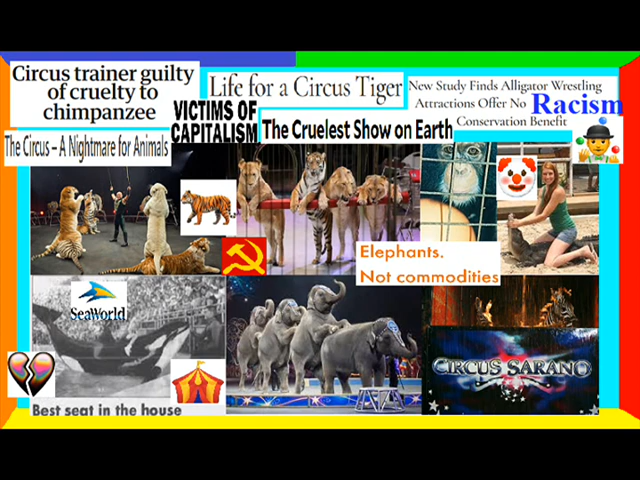 Circus trainer guilty
of cruelty to
chimpanzee
Life for a Circus Tiger
New Study Finds Alligator Wrestling
Attractions Offer No Racism
Conservation Benefit
VICTIMS OF
CAPITALISM
The Cruelest Show on Earth
The Circus – A Nightmare for Animals
Elephants.
Not commodities
SeaWorld
CIRCUS SARANO
Best seat in the house